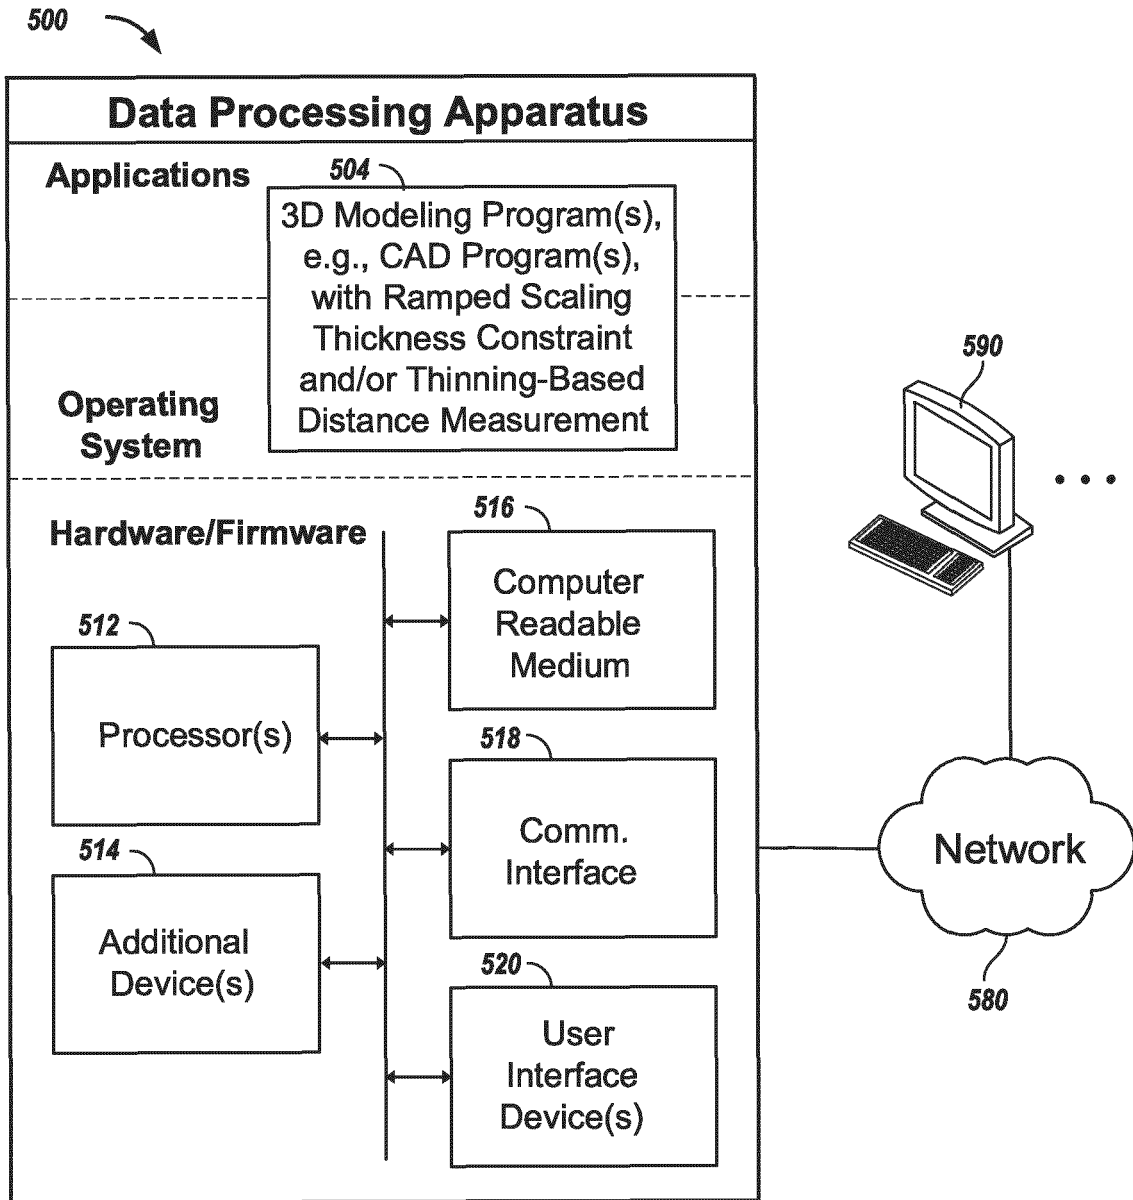 500
Data Processing Apparatus
Applications
504
3D Modeling Program(s),
e.g., CAD Program(s),
with Ramped Scaling
Thickness Constraint
and/or Thinning-Based
Distance Measurement
Operating
System
590
Hardware/Firmware
516
Computer
Readable
Medium
512
Processor(s)
518
Comm.
Interface
Network
580
514
Additional
Device(s)
520
User
Interface
Device(s)